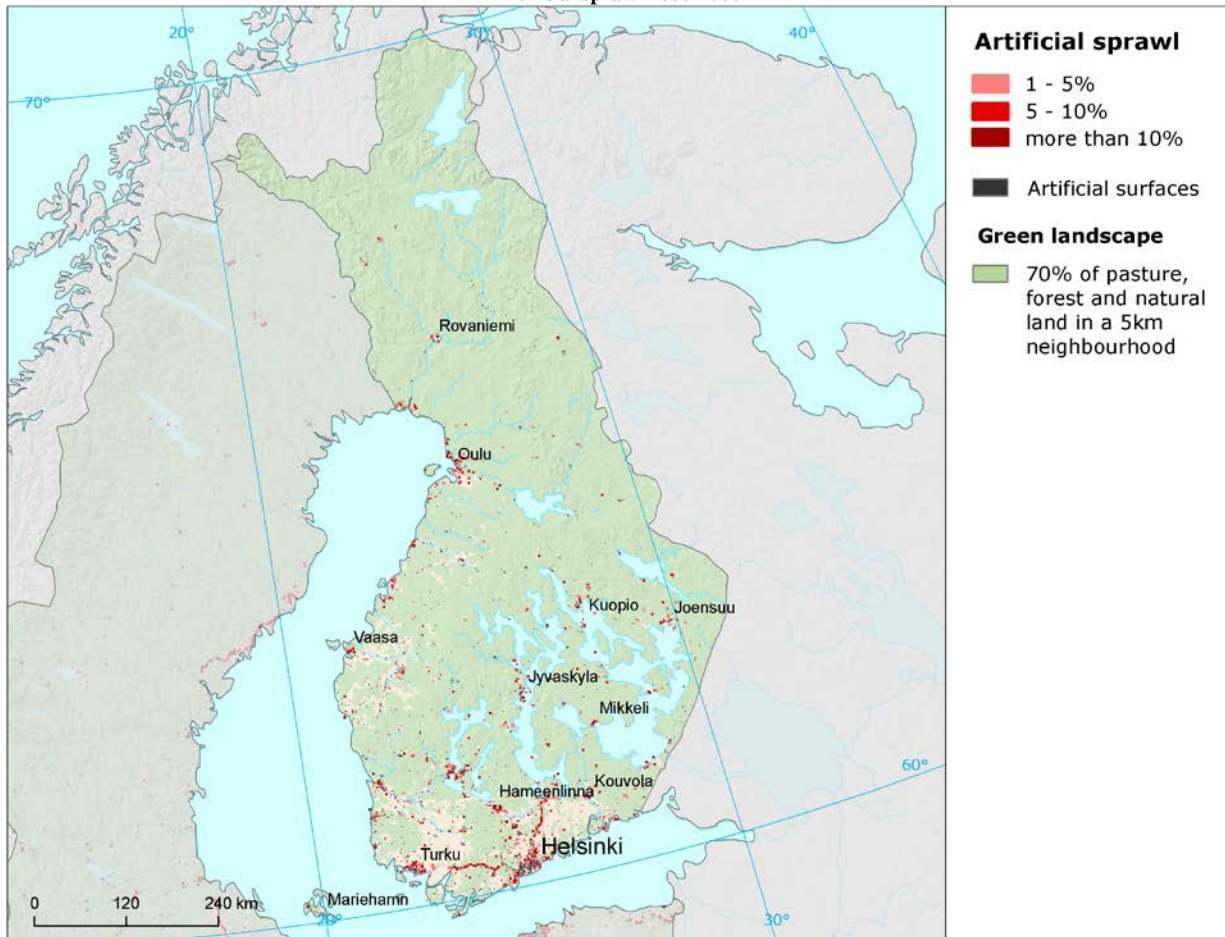 20°
30°
40°
70°
Rovaniemi
Oulu
Kuopio
Joensuu
Vaasa
Jyvaskyla
Mikkeli
60°
Kouvola
Hameenlinna
Helsinki
Turku
Mariehamn
0 120 240 km
20°
30°
Artificial sprawl
1 - 5%
5 - 10%
more than 10%
Artificial surfaces
Green landscape
70% of pasture,
forest and natural
land in a 5km
neighbourhood